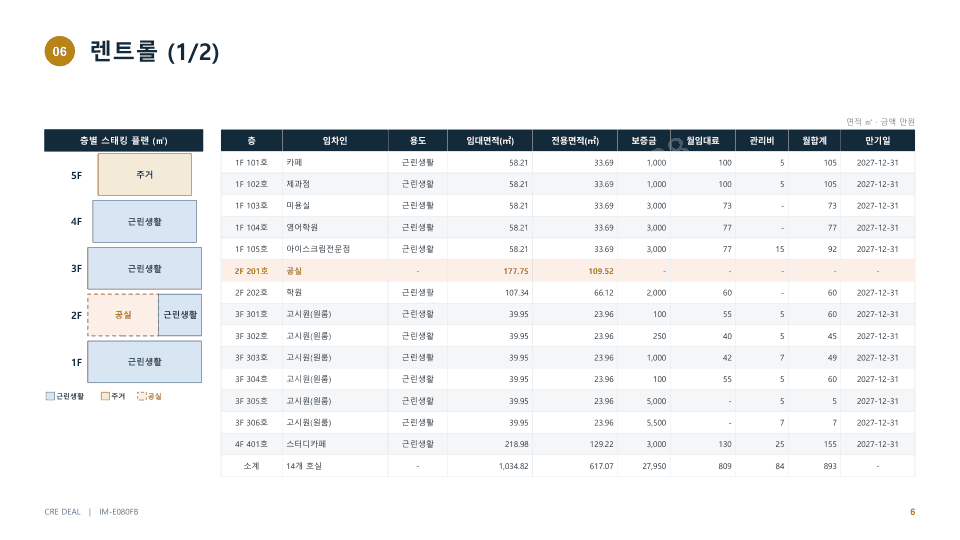 06 렌트롤 (1/2)
면적 ㎡ · 금액 만원
층별 스태킹 플랜 (㎡)
5F 주거
4F 근린생활
3F 근린생활
2F 공실 근린생활
1F 근린생활
근린생활 주거 공실
층 임차인 용도 임대면적(㎡) 전용면적(㎡) 보증금 월임대료 관리비 월합계 만기일
1F 101호 카페 근린생활 58.21 33.69 1,000 100 5 105 2027-12-31
1F 102호 제과점 근린생활 58.21 33.69 1,000 100 5 105 2027-12-31
1F 103호 미용실 근린생활 58.21 33.69 3,000 73 - 73 2027-12-31
1F 104호 영어학원 근린생활 58.21 33.69 3,000 77 - 77 2027-12-31
1F 105호 아이스크림전문점 근린생활 58.21 33.69 3,000 77 15 92 2027-12-31
2F 201호 공실 - 177.75 109.52 - - - - -
2F 202호 학원 근린생활 107.34 66.12 2,000 60 - 60 2027-12-31
3F 301호 고시원(원룸) 근린생활 39.95 23.96 100 55 5 60 2027-12-31
3F 302호 고시원(원룸) 근린생활 39.95 23.96 250 40 5 45 2027-12-31
3F 303호 고시원(원룸) 근린생활 39.95 23.96 1,000 42 7 49 2027-12-31
3F 304호 고시원(원룸) 근린생활 39.95 23.96 100 55 5 60 2027-12-31
3F 305호 고시원(원룸) 근린생활 39.95 23.96 5,000 - 5 5 2027-12-31
3F 306호 고시원(원룸) 근린생활 39.95 23.96 5,500 - 7 7 2027-12-31
4F 401호 스터디카페 근린생활 218.98 129.22 3,000 130 25 155 2027-12-31
소계 14개 호실 - 1,034.82 617.07 27,950 809 84 893 -
CRE DEAL | IM-E080FB
6